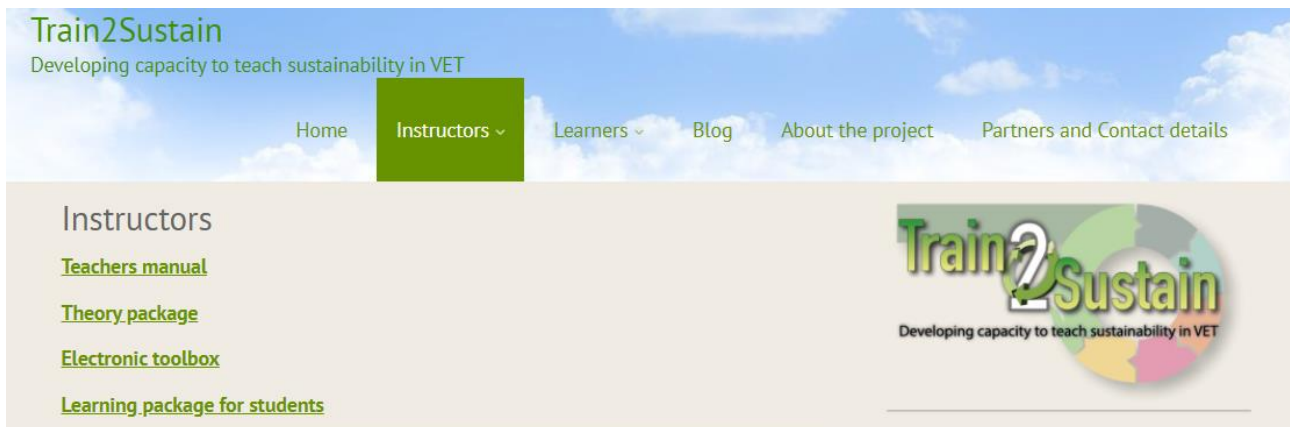 Train2Sustain
Developing capacity to teach sustainability in VET
Home Instructors Learners Blog About the project Partners and Contact details
Instructors
Teachers manual
Theory package
Electronic toolbox
Learning package for students
Train2Sustain
Developing capacity to teach sustainability in VET